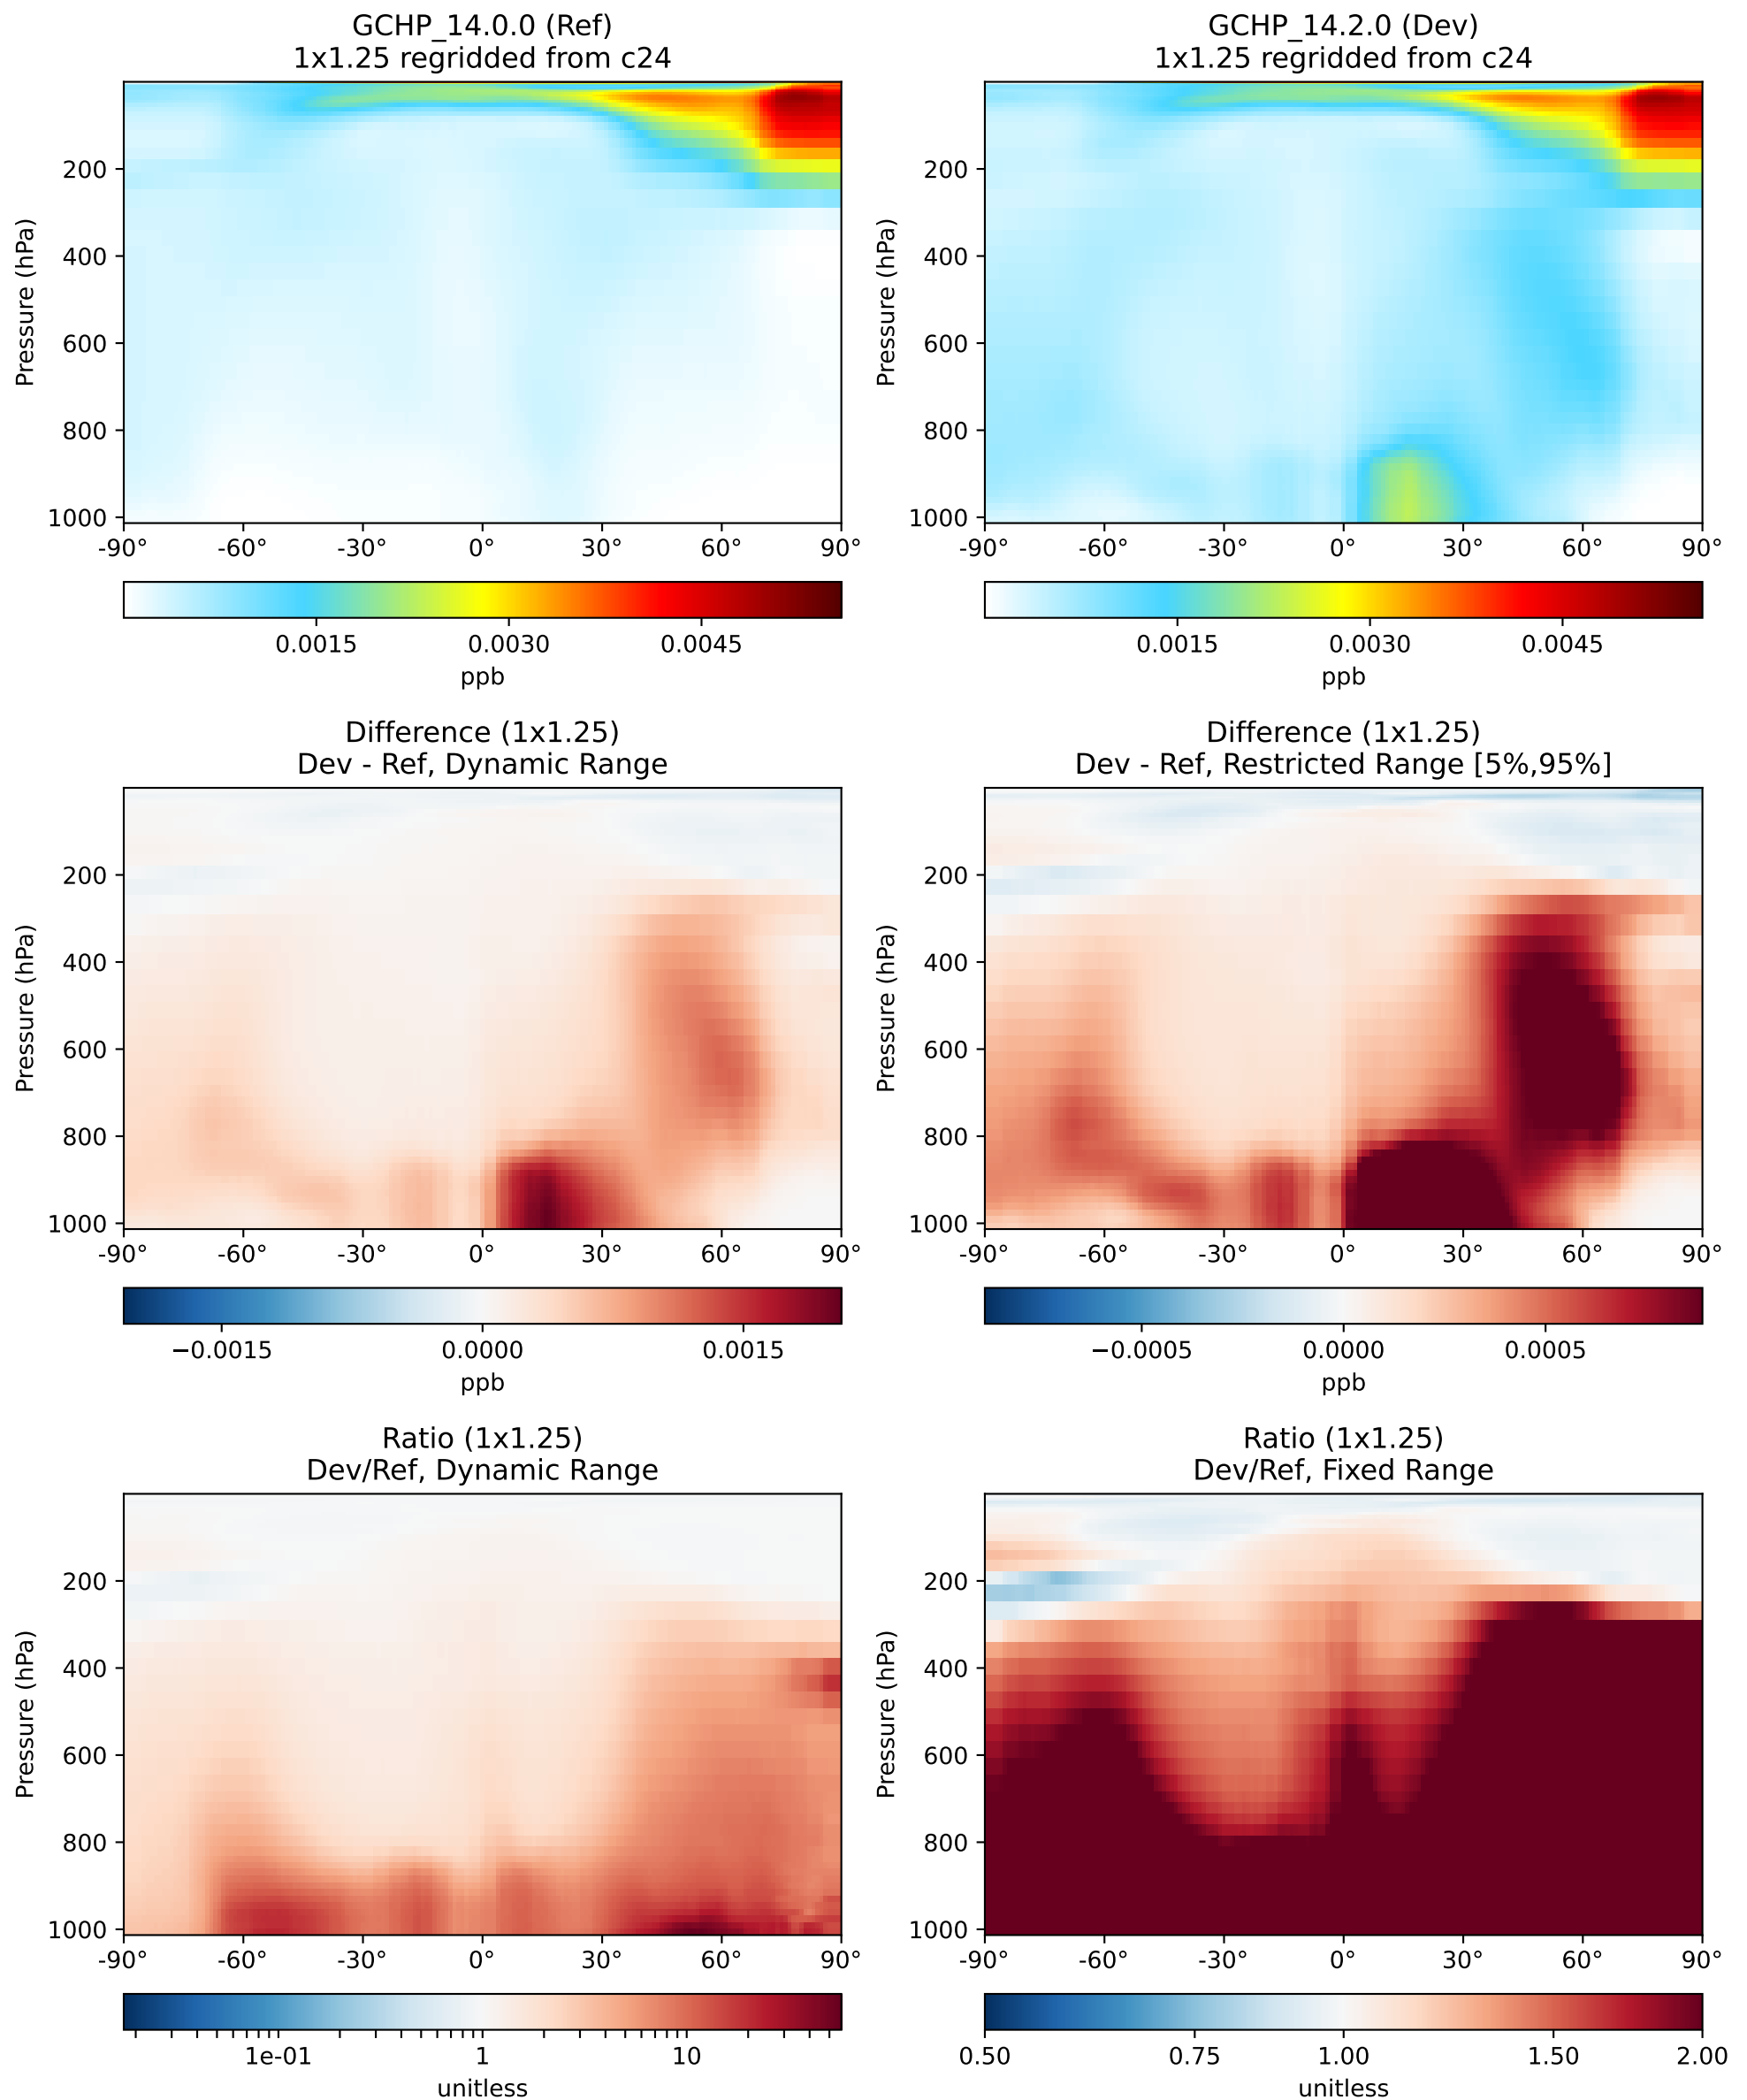 GCHP_14.0.0 (Ref)
1x1.25 regridded from c24
GCHP_14.2.0 (Dev)
1x1.25 regridded from c24
Pressure (hPa)
200
400
600
800
1000
-90° -60° -30° 0° 30° 60° 90°
0.0015 0.0030 0.0045
ppb
Pressure (hPa)
200
400
600
800
1000
-90° -60° -30° 0° 30° 60° 90°
0.0015 0.0030 0.0045
ppb
Difference (1x1.25)
Dev - Ref, Dynamic Range
Difference (1x1.25)
Dev - Ref, Restricted Range [5%,95%]
Pressure (hPa)
200
400
600
800
1000
-90° -60° -30° 0° 30° 60° 90°
−0.0015 0.0000 0.0015
ppb
Pressure (hPa)
200
400
600
800
1000
-90° -60° -30° 0° 30° 60° 90°
−0.0005 0.0000 0.0005
ppb
Ratio (1x1.25)
Dev/Ref, Dynamic Range
Ratio (1x1.25)
Dev/Ref, Fixed Range
Pressure (hPa)
200
400
600
800
1000
-90° -60° -30° 0° 30° 60° 90°
1e-01 1 10
unitless
Pressure (hPa)
200
400
600
800
1000
-90° -60° -30° 0° 30° 60° 90°
0.50 0.75 1.00 1.50 2.00
unitless